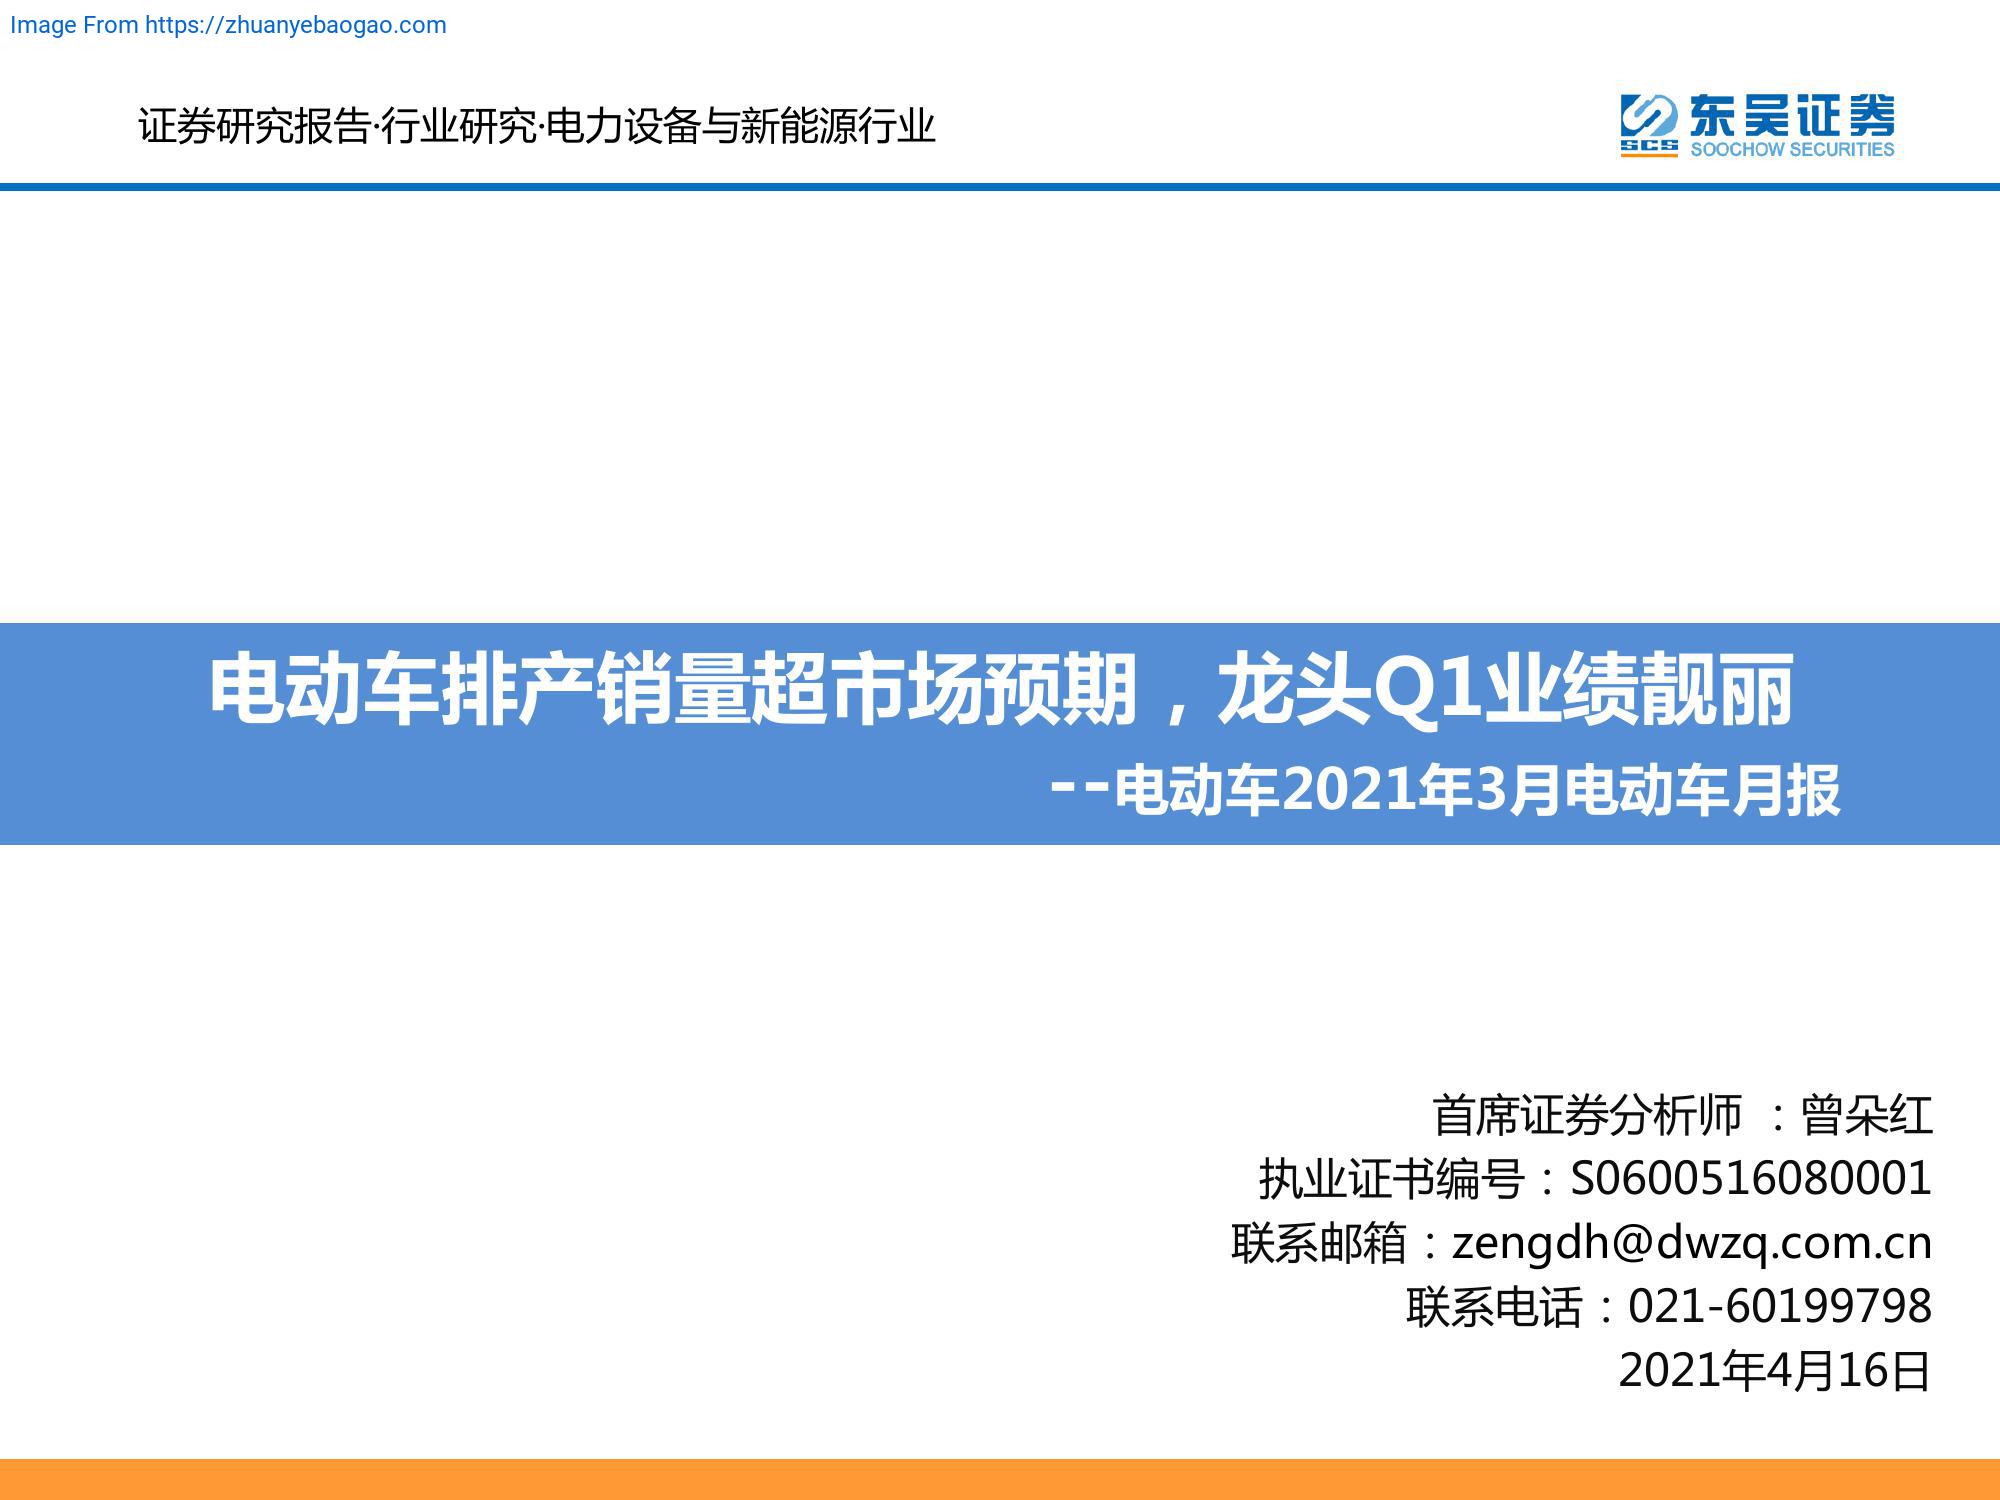 Image From https://zhuanyebaogao.com
证券研究报告·行业研究·电力设备与新能源行业
东吴证券
SCS
SOOCHOW SECURITIES
电动车排产销量超市场预期，龙头Q1业绩靓丽
--电动车2021年3月电动车月报
首席证券分析师 ：曾朵红
执业证书编号：S0600516080001
联系邮箱：zengdh@dwzq.com.cn
联系电话：021-60199798
2021年4月16日